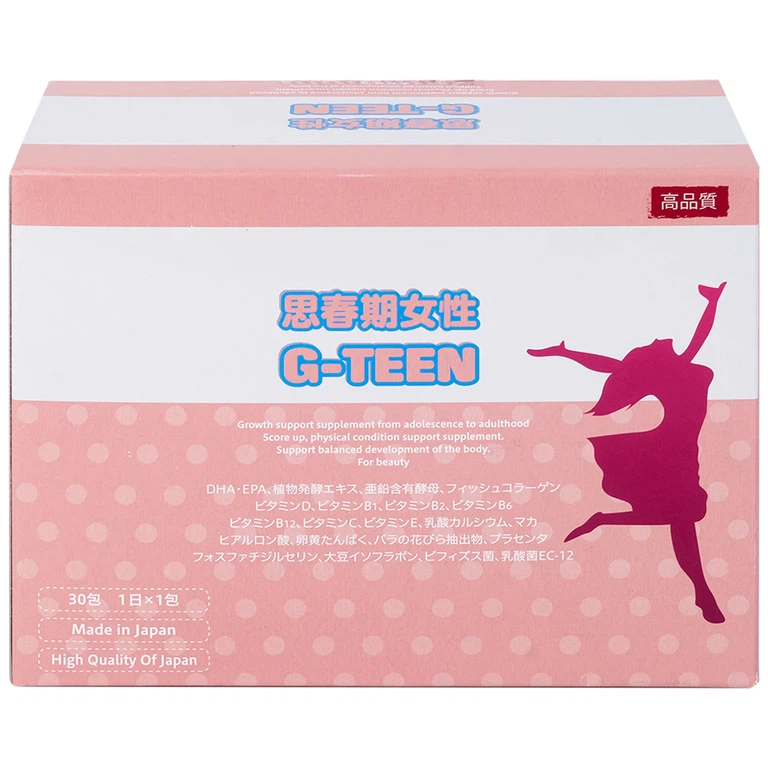 思春期女性
G-TEEN
高品質
思春期女性
G-TEEN
Growth support supplement from adolescence to adulthood
Score up, physical condition support supplement.
Support balanced development of the body.
For beauty
DHA・EPA、植物発酵エキス、亜鉛含有酵母、フィッシュコラーゲン
ビタミンD、ビタミンB1、ビタミンB2、ビタミンB6
ビタミンB12、ビタミンC、ビタミンE、乳酸カルシウム、マカ
ヒアルロン酸、卵黄たんぱく、バラの花びら抽出物、プラセンタ
フォスファチジルセリン、大豆イソフラボン、ビフィズス菌、乳酸菌EC-12
30包 1日×1包
Made in Japan
High Quality Of Japan